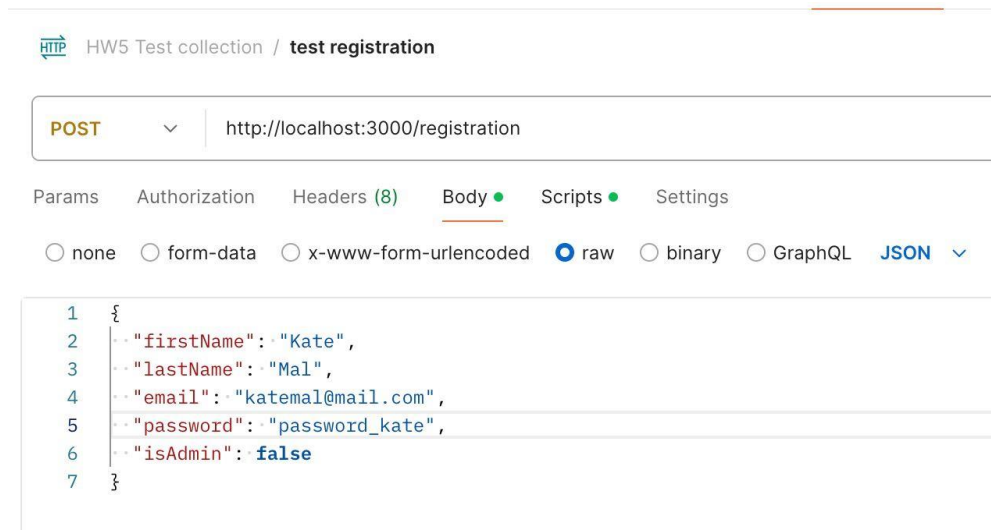 HTTP HW5 Test collection / test registration
POST http://localhost:3000/registration
Params Authorization Headers (8) Body Scripts Settings
none form-data x-www-form-urlencoded raw binary GraphQL JSON
1 {
2 "firstName": "Kate",
3 "lastName": "Mal",
4 "email": "katemal@mail.com",
5 "password": "password_kate",
6 "isAdmin": false
7 }